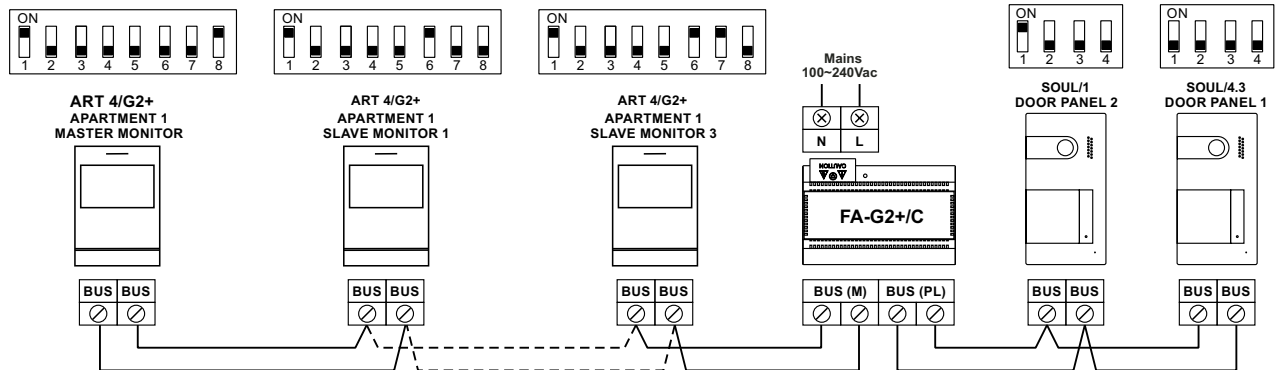 ON
1 2 3 4 5 6 7 8
ART 4/G2+
APARTMENT 1
MASTER MONITOR
BUS BUS
ON
1 2 3 4 5 6 7 8
ART 4/G2+
APARTMENT 1
SLAVE MONITOR 1
BUS BUS
ON
1 2 3 4 5 6 7 8
ART 4/G2+
APARTMENT 1
SLAVE MONITOR 3
BUS BUS
Mains
100~240Vac
N L
CAUTION
FA-G2+/C
BUS (M) BUS (PL)
ON
1 2 3 4
SOUL/1
DOOR PANEL 2
BUS BUS
ON
1 2 3 4
SOUL/4.3
DOOR PANEL 1
BUS BUS